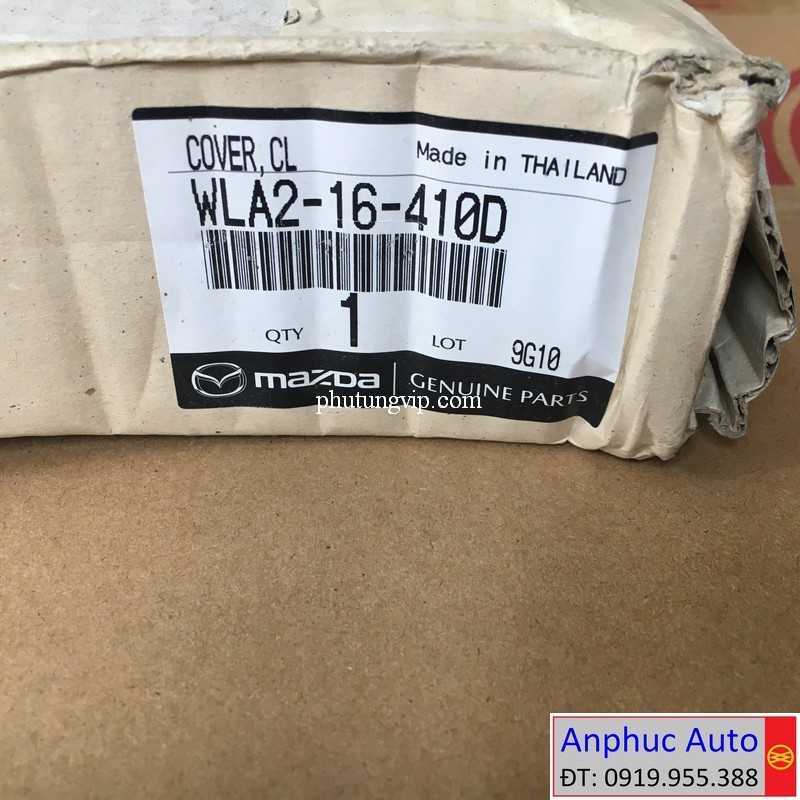 COVER, CL
Made in THAILAND
WLA2-16-410D
QTY 1 LOT 9G10
mazda GENUINE PARTS
phutungvip.com
Anphuc Auto
ĐT: 0919.955.388